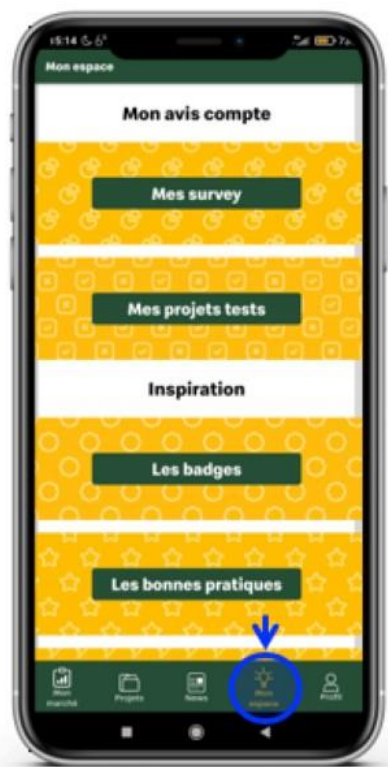 15:14
Mon espace
Mon avis compte
Mes survey
Mes projets tests
Inspiration
Les badges
Les bonnes pratiques
Mon marché
Projets
News
Mon espace
Profil